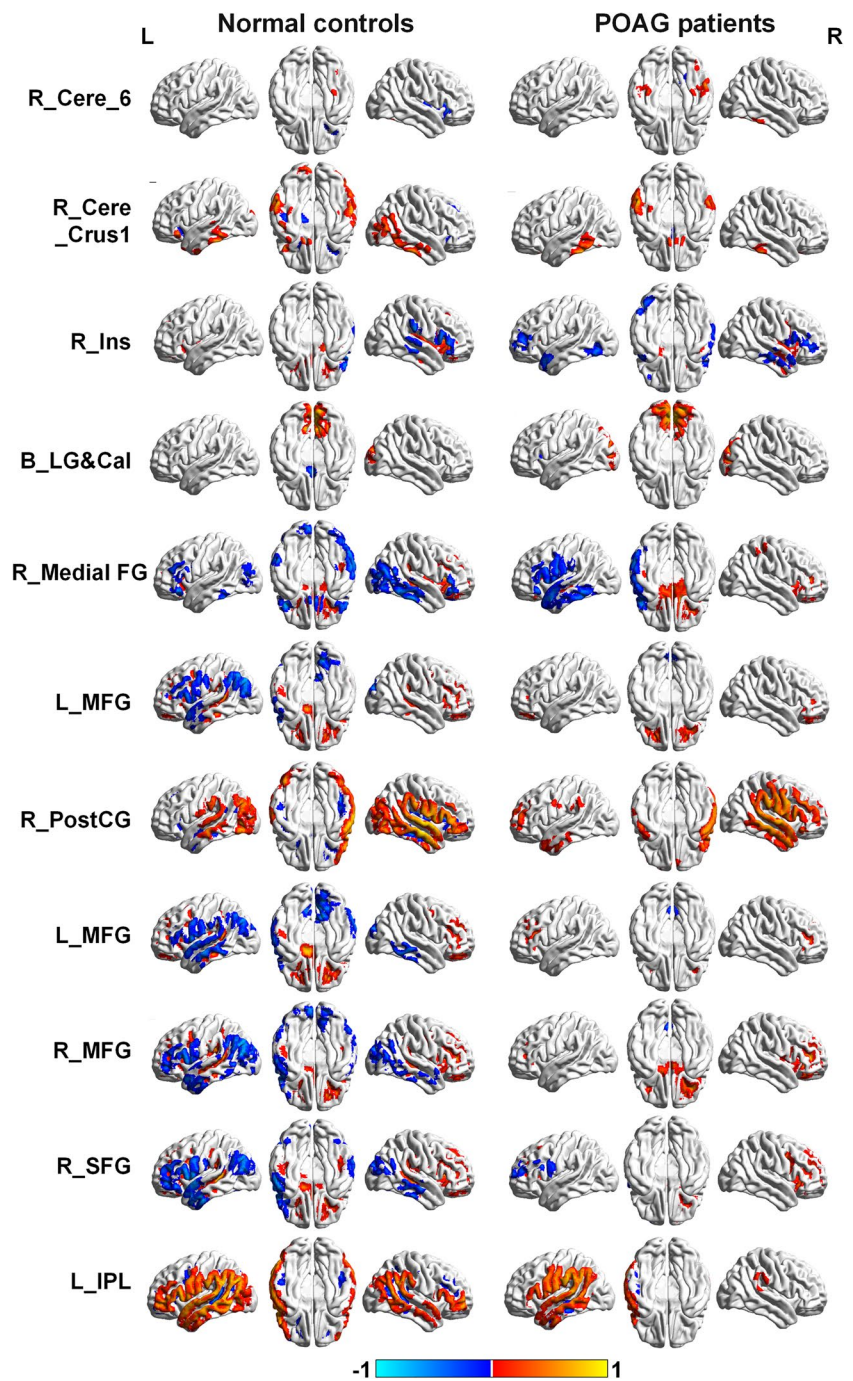 Normal controls
POAG patients
L
R
R_Cere_6
R_Cere
_Crus1
R_Ins
B_LG&Cal
R_Medial FG
L_MFG
R_PostCG
L_MFG
R_MFG
R_SFG
L_IPL
-1
1